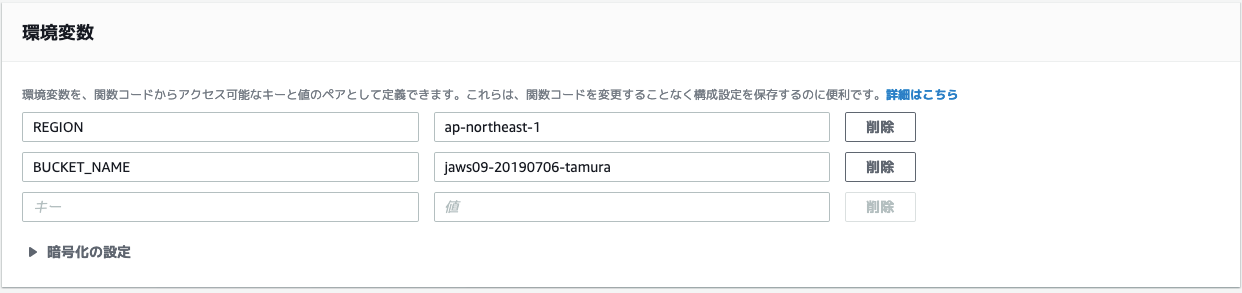 環境変数
環境変数を、関数コードからアクセス可能なキーと値のペアとして定義できます。これらは、関数コードを変更することなく構成設定を保存するのに便利です。詳細はこちら
REGION ap-northeast-1 削除
BUCKET_NAME jaws09-20190706-tamura 削除
キー 値 削除
▶ 暗号化の設定